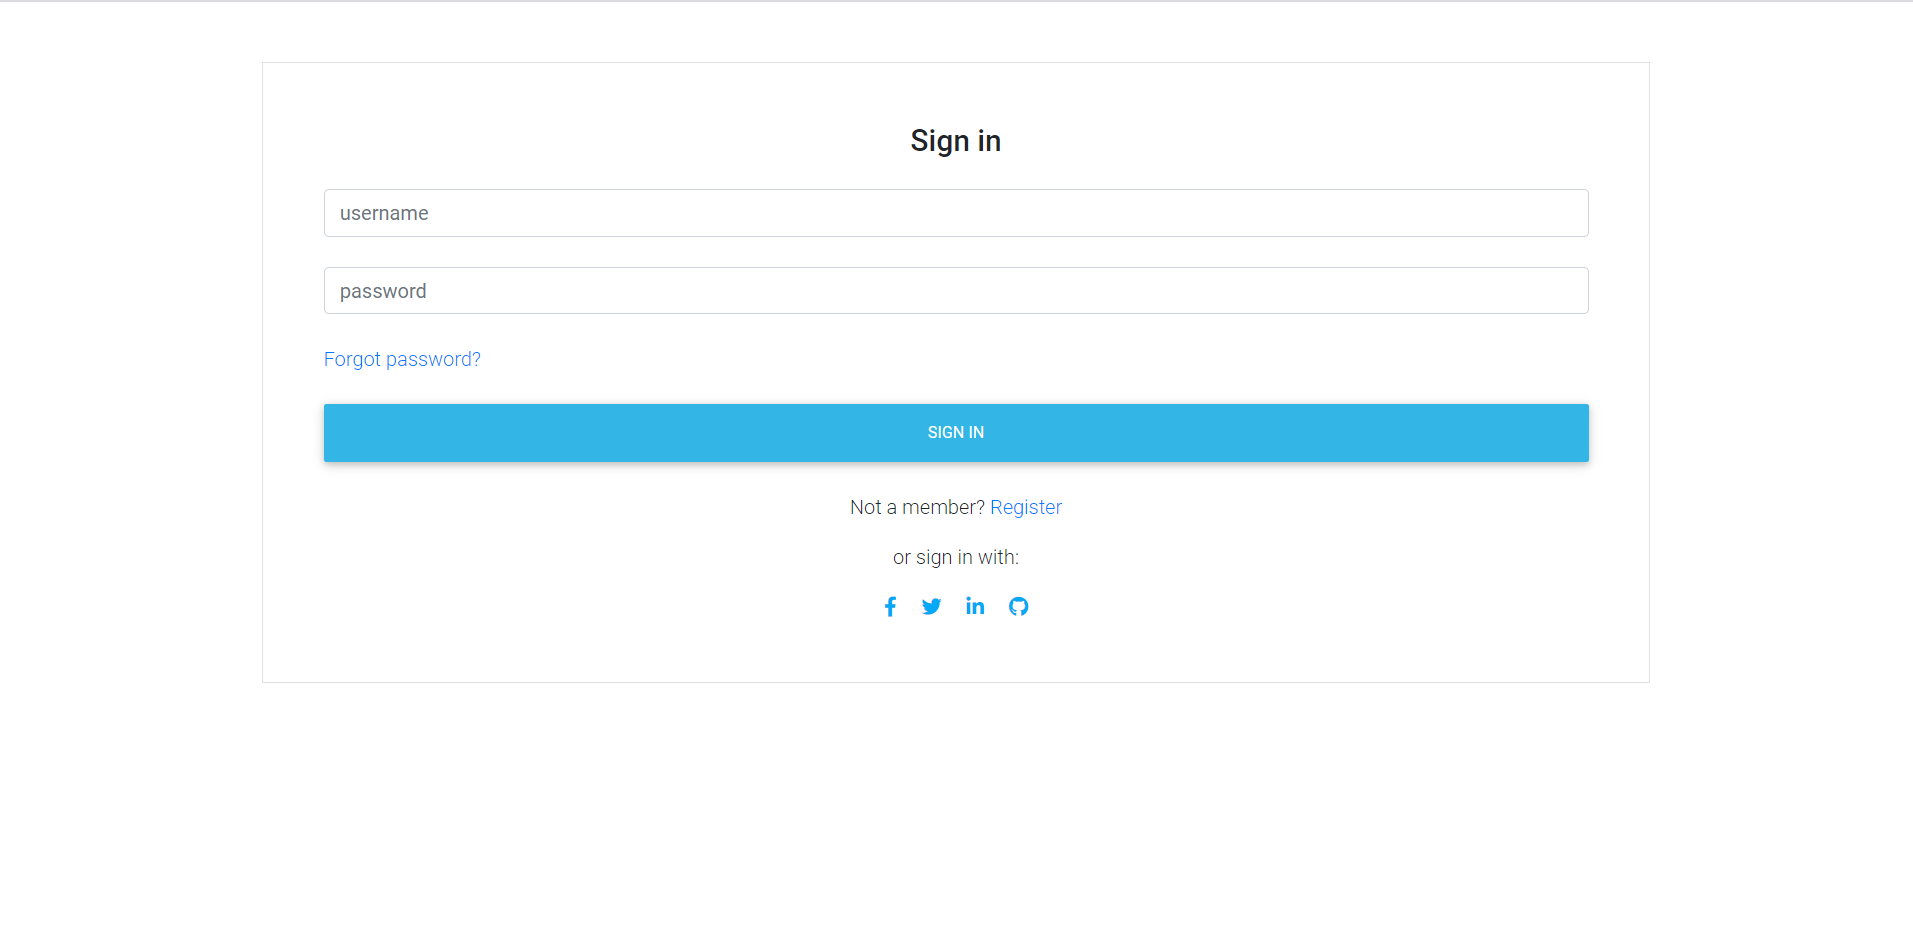 Sign in
username
password
Forgot password?
SIGN IN
Not a member? Register
or sign in with: